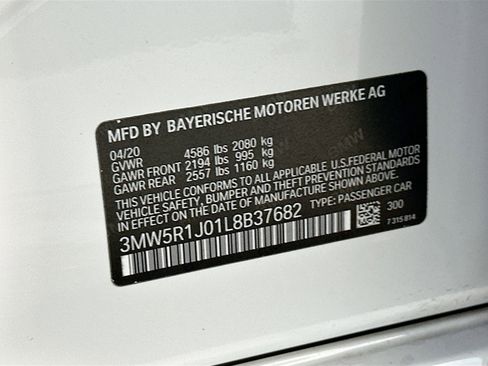 MFD BY BAYERISCHE MOTOREN WERKE AG
04/20
GVWR 4586 lbs 2080 kg
GAWR FRONT 2194 lbs 995 kg
GAWR REAR 2557 lbs 1160 kg
THIS VEHICLE CONFORMS TO ALL APPLICABLE U.S.FEDERAL MOTOR
VEHICLE SAFETY, BUMPER AND THEFT PREVENTION STANDARDS
IN EFFECT ON THE DATE OF MANUFACTURE SHOWN ABOVE.
3MW5R1J01L8B37682 TYPE: PASSENGER CAR
300
7 315 814